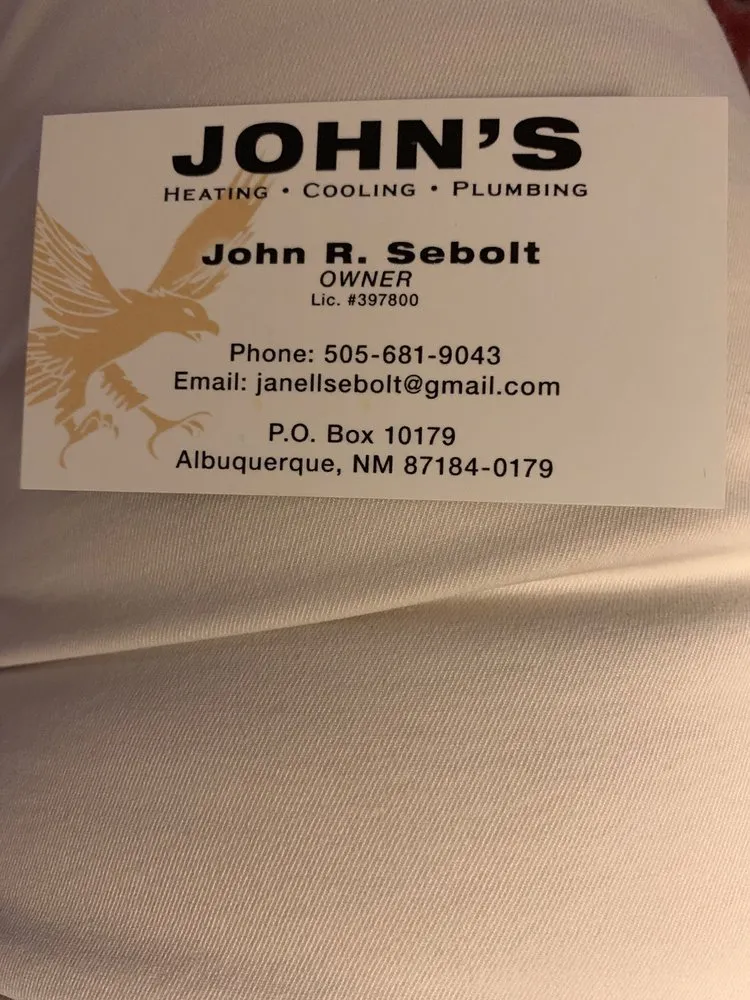 JOHN'S
HEATING • COOLING • PLUMBING
John R. Sebolt
OWNER
Lic. #397800
Phone: 505-681-9043
Email: janellsebolt@gmail.com
P.O. Box 10179
Albuquerque, NM 87184-0179